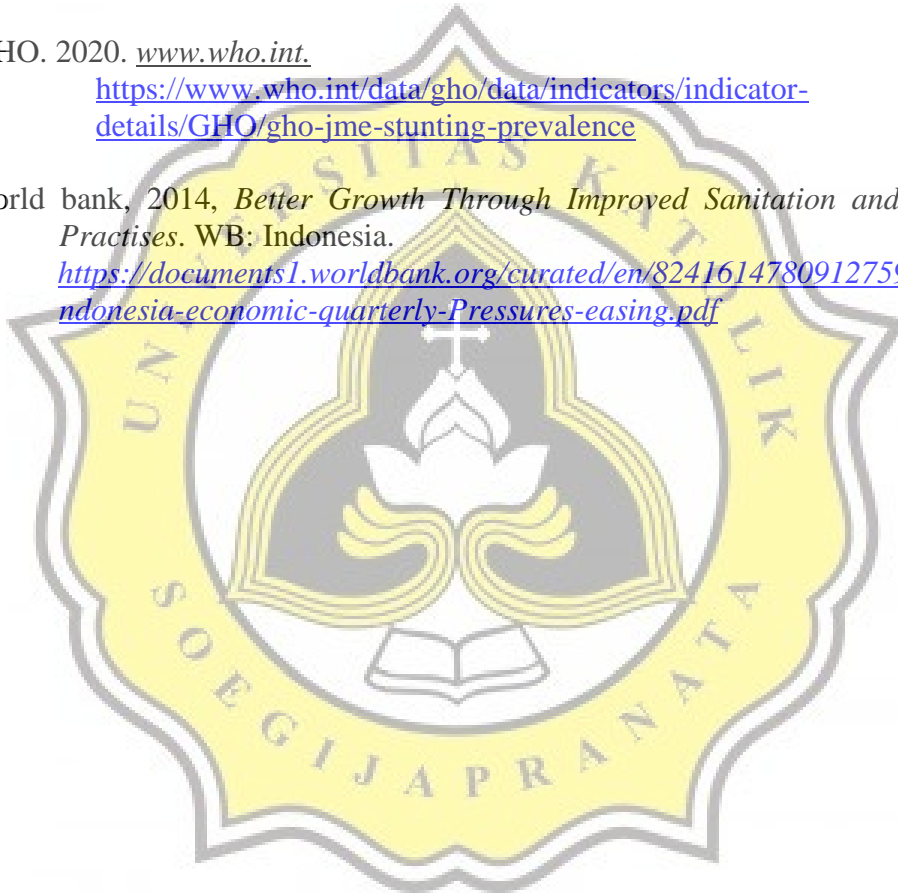 HO. 2020. www.who.int.
https://www.who.int/data/gho/data/indicators/indicator-
details/GHO/gho-jme-stunting-prevalence
orld bank, 2014, Better Growth Through Improved Sanitation and
Practises. WB: Indonesia.
https://documents1.worldbank.org/curated/en/8241614780912759
ndonesia-economic-quarterly-Pressures-easing.pdf
UNIVERSITAS KATOLIK
SOEGIJAPRANATA